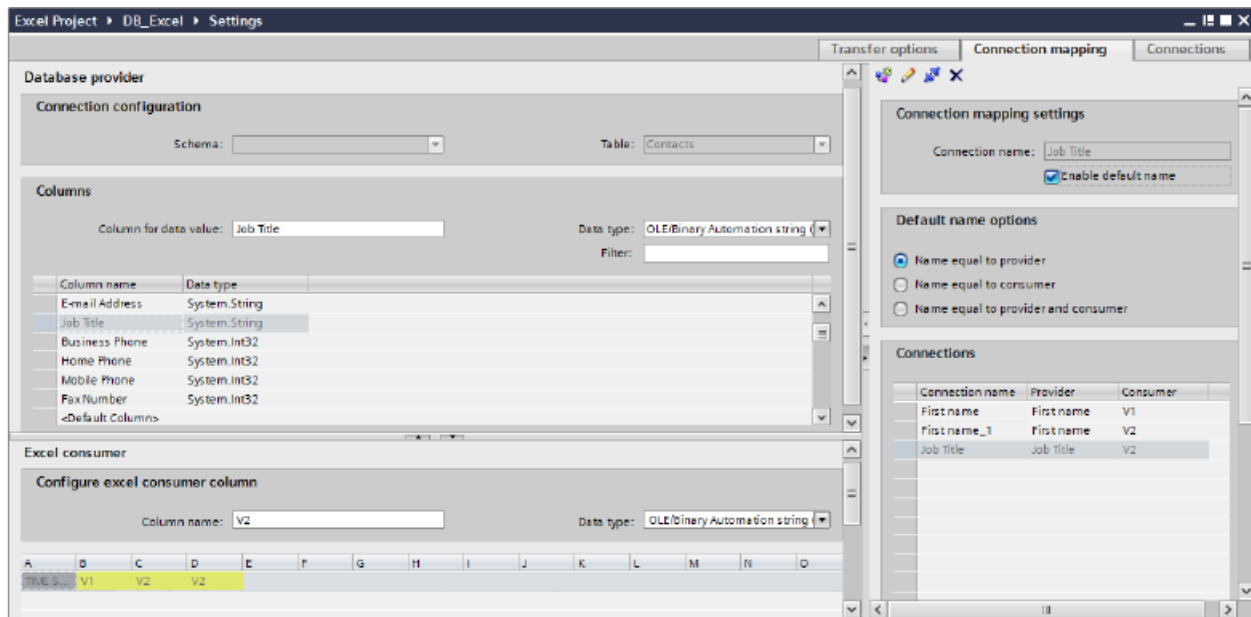 Excel Project ▸ DB_Excel ▸ Settings
Transfer options Connection mapping Connections
Database provider
Connection configuration
Schema: Table: Contacts
Columns
Column for data value: Job Title Data type: OLE/Binary Automation string (
Filter:
Column name Data type
E-mail Address System.String
Job Title System.String
Business Phone System.Int32
Home Phone System.Int32
Mobile Phone System.Int32
Fax Number System.Int32
<Default Column>
Excel consumer
Configure excel consumer column
Column name: V2 Data type: OLE/Binary Automation string (
A B C D E F G H I J K L M N O
TIME S... V1 V2 V2
Connection mapping settings
Connection name: Job Title
Enable default name
Default name options
Name equal to provider
Name equal to consumer
Name equal to provider and consumer
Connections
Connection name Provider Consumer
First name First name V1
First name_1 First name V2
Job Title Job Title V2